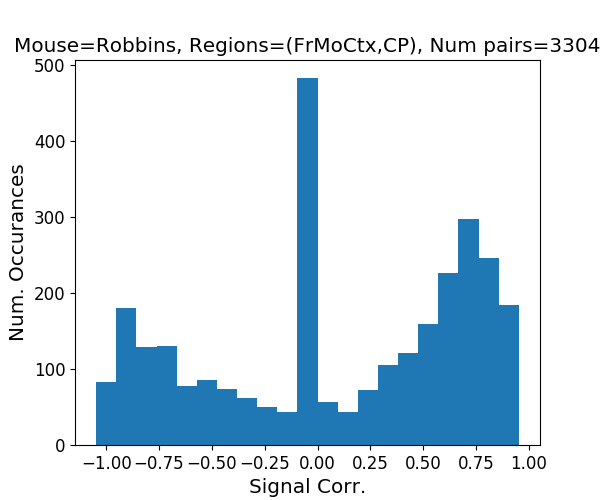 Mouse=Robbins, Regions=(FrMoCtx,CP), Num pairs=3304
500
400
300
200
100
0
Num. Occurances
−1.00 −0.75 −0.50 −0.25 0.00 0.25 0.50 0.75 1.00
Signal Corr.